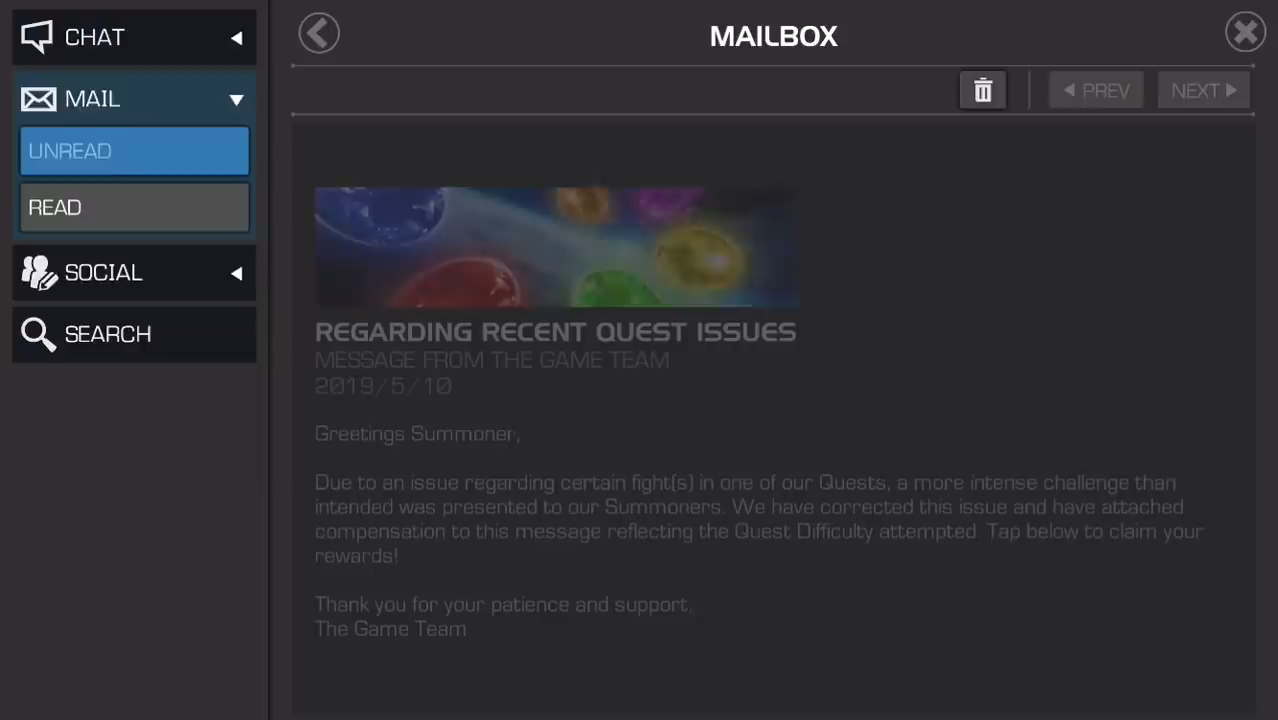 CHAT
MAIL
UNREAD
READ
SOCIAL
SEARCH
MAILBOX
PREV
NEXT
REGARDING RECENT QUEST ISSUES
MESSAGE FROM THE GAME TEAM
2019/5/10
Greetings Summoner,
Due to an issue regarding certain fight(s) in one of our Quests, a more intense challenge than
intended was presented to our Summoners. We have corrected this issue and have attached
compensation to this message reflecting the Quest Difficulty attempted. Tap below to claim your
rewards!
Thank you for your patience and support,
The Game Team